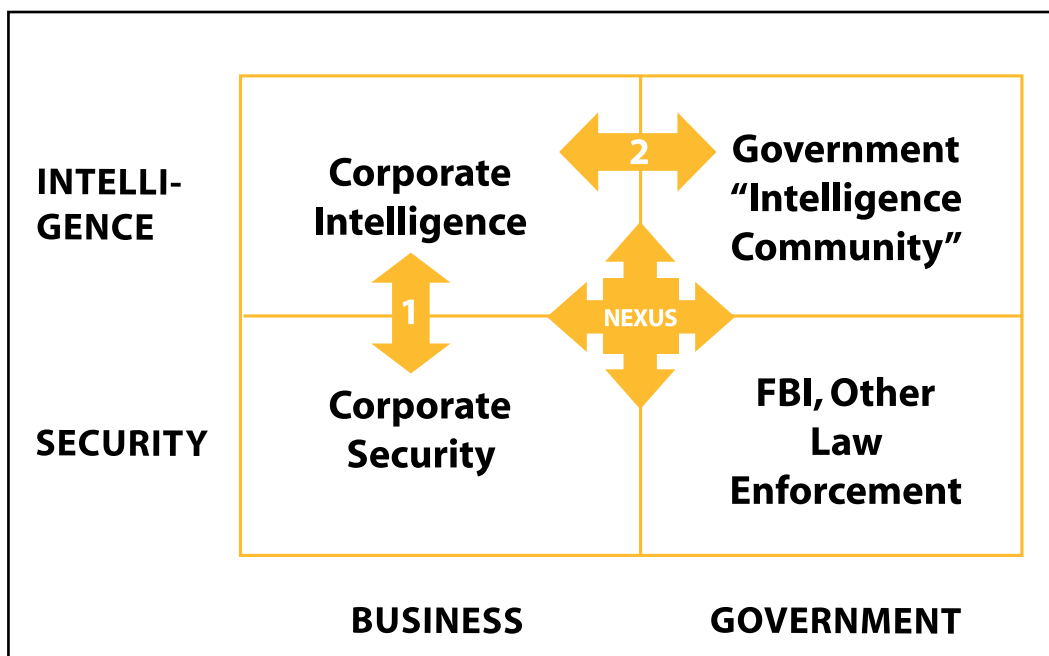 INTELLI-
GENCE
Corporate
Intelligence
2
Government
“Intelligence
Community”
1
NEXUS
SECURITY
Corporate
Security
FBI, Other
Law
Enforcement
BUSINESS
GOVERNMENT